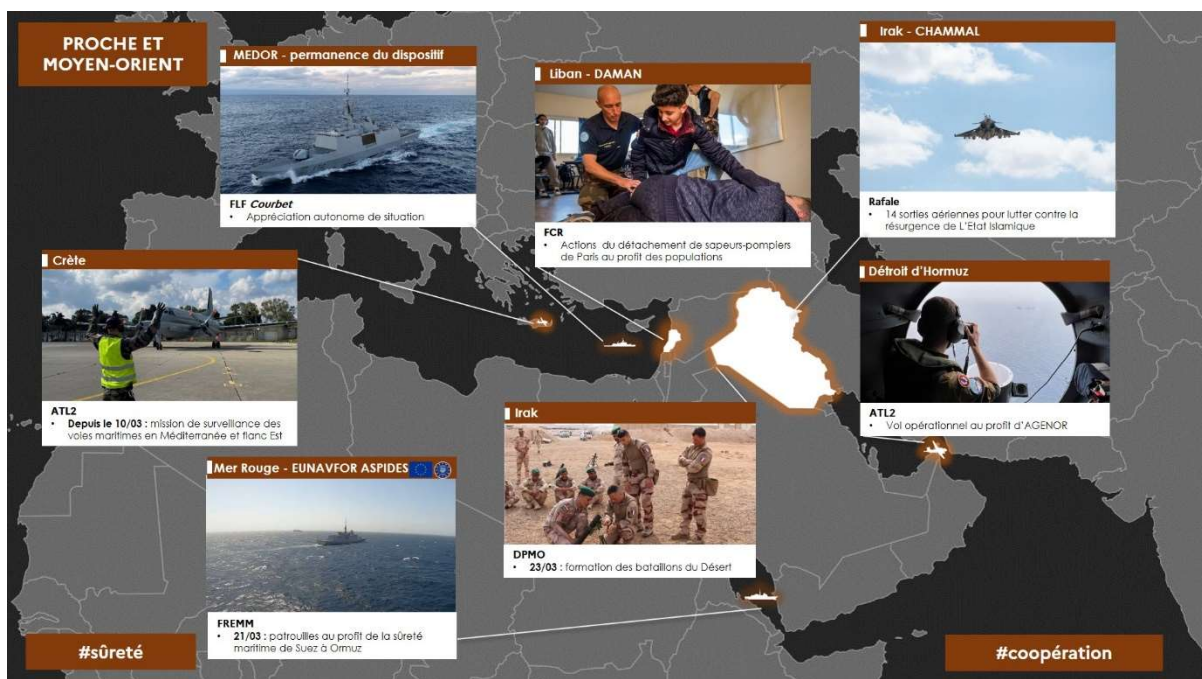 PROCHE ET
MOYEN-ORIENT
MEDOR - permanence du dispositif
FLF Courbet
• Appréciation autonome de situation
Liban - DAMAN
FCR
• Actions du détachement de sapeurs-pompiers
de Paris au profit des populations
Irak - CHAMMAL
Rafale
• 14 sorties aériennes pour lutter contre la
résurgence de L'Etat Islamique
Crète
ATL2
• Depuis le 10/03 : mission de surveillance des
voies maritimes en Méditerranée et flanc Est
Détroit d'Hormuz
ATL2
• Vol opérationnel au profit d'AGENOR
Irak
DPMO
• 23/03 : formation des bataillons du Désert
Mer Rouge - EUNAVFOR ASPIDES
FREMM
• 21/03 : patrouilles au profit de la sûreté
maritime de Suez à Ormuz
#sûreté
#coopération